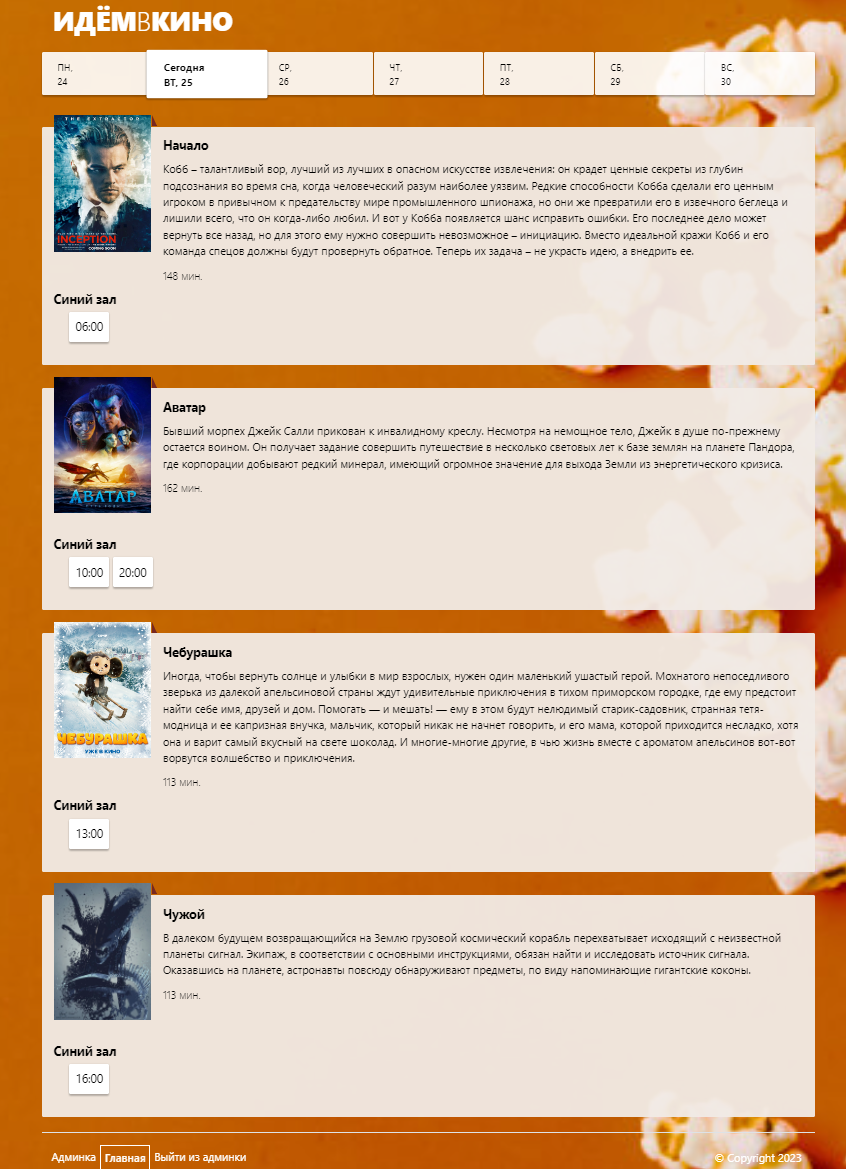 ИДЁМВКИНО
ПН,
24
Сегодня
ВТ, 25
СР,
26
ЧТ,
27
ПТ,
28
СБ,
29
ВС,
30
THE EXTRACTOR
INCEPTION
COMING SOON
Начало
Кобб – талантливый вор, лучший из лучших в опасном искусстве извлечения: он крадет ценные секреты из глубин
подсознания во время сна, когда человеческий разум наиболее уязвим. Редкие способности Кобба сделали его ценным
игроком в привычном к предательству мире промышленного шпионажа, но они же превратили его в извечного беглеца и
лишили всего, что он когда-либо любил. И вот у Кобба появляется шанс исправить ошибки. Его последнее дело может
вернуть все назад, но для этого ему нужно совершить невозможное – инициацию. Вместо идеальной кражи Кобб и его
команда спецов должны будут провернуть обратное. Теперь их задача – не украсть идею, а внедрить ее.
148 мин.
Синий зал
06:00
АВАТАР
Аватар
Бывший морпех Джейк Салли прикован к инвалидному креслу. Несмотря на немощное тело, Джейк в душе по-прежнему
остается воином. Он получает задание совершить путешествие в несколько световых лет к базе землян на планете Пандора,
где корпорации добывают редкий минерал, имеющий огромное значение для выхода Земли из энергетического кризиса.
162 мин.
Синий зал
10:00 20:00
ЧЕБУРАШКА
УЖЕ В КИНО
Чебурашка
Иногда, чтобы вернуть солнце и улыбки в мир взрослых, нужен один маленький ушастый герой. Мохнатого непоседливого
зверька из далекой апельсиновой страны ждут удивительные приключения в тихом приморском городке, где ему предстоит
найти себе имя, друзей и дом. Помогать — и мешать! — ему в этом будут нелюдимый старик-садовник, странная тетя-
модница и ее капризная внучка, мальчик, который никак не начнет говорить, и его мама, которой приходится несладко, хотя
она и варит самый вкусный на свете шоколад. И многие-многие другие, в чью жизнь вместе с ароматом апельсинов вот-вот
ворвутся волшебство и приключения.
113 мин.
Синий зал
13:00
Чужой
В далеком будущем возвращающийся на Землю грузовой космический корабль перехватывает исходящий с неизвестной
планеты сигнал. Экипаж, в соответствии с основными инструкциями, обязан найти и исследовать источник сигнала.
Оказавшись на планете, астронавты повсюду обнаруживают предметы, по виду напоминающие гигантские коконы.
113 мин.
Синий зал
16:00
Админка Главная Выйти из админки
© Copyright 2023